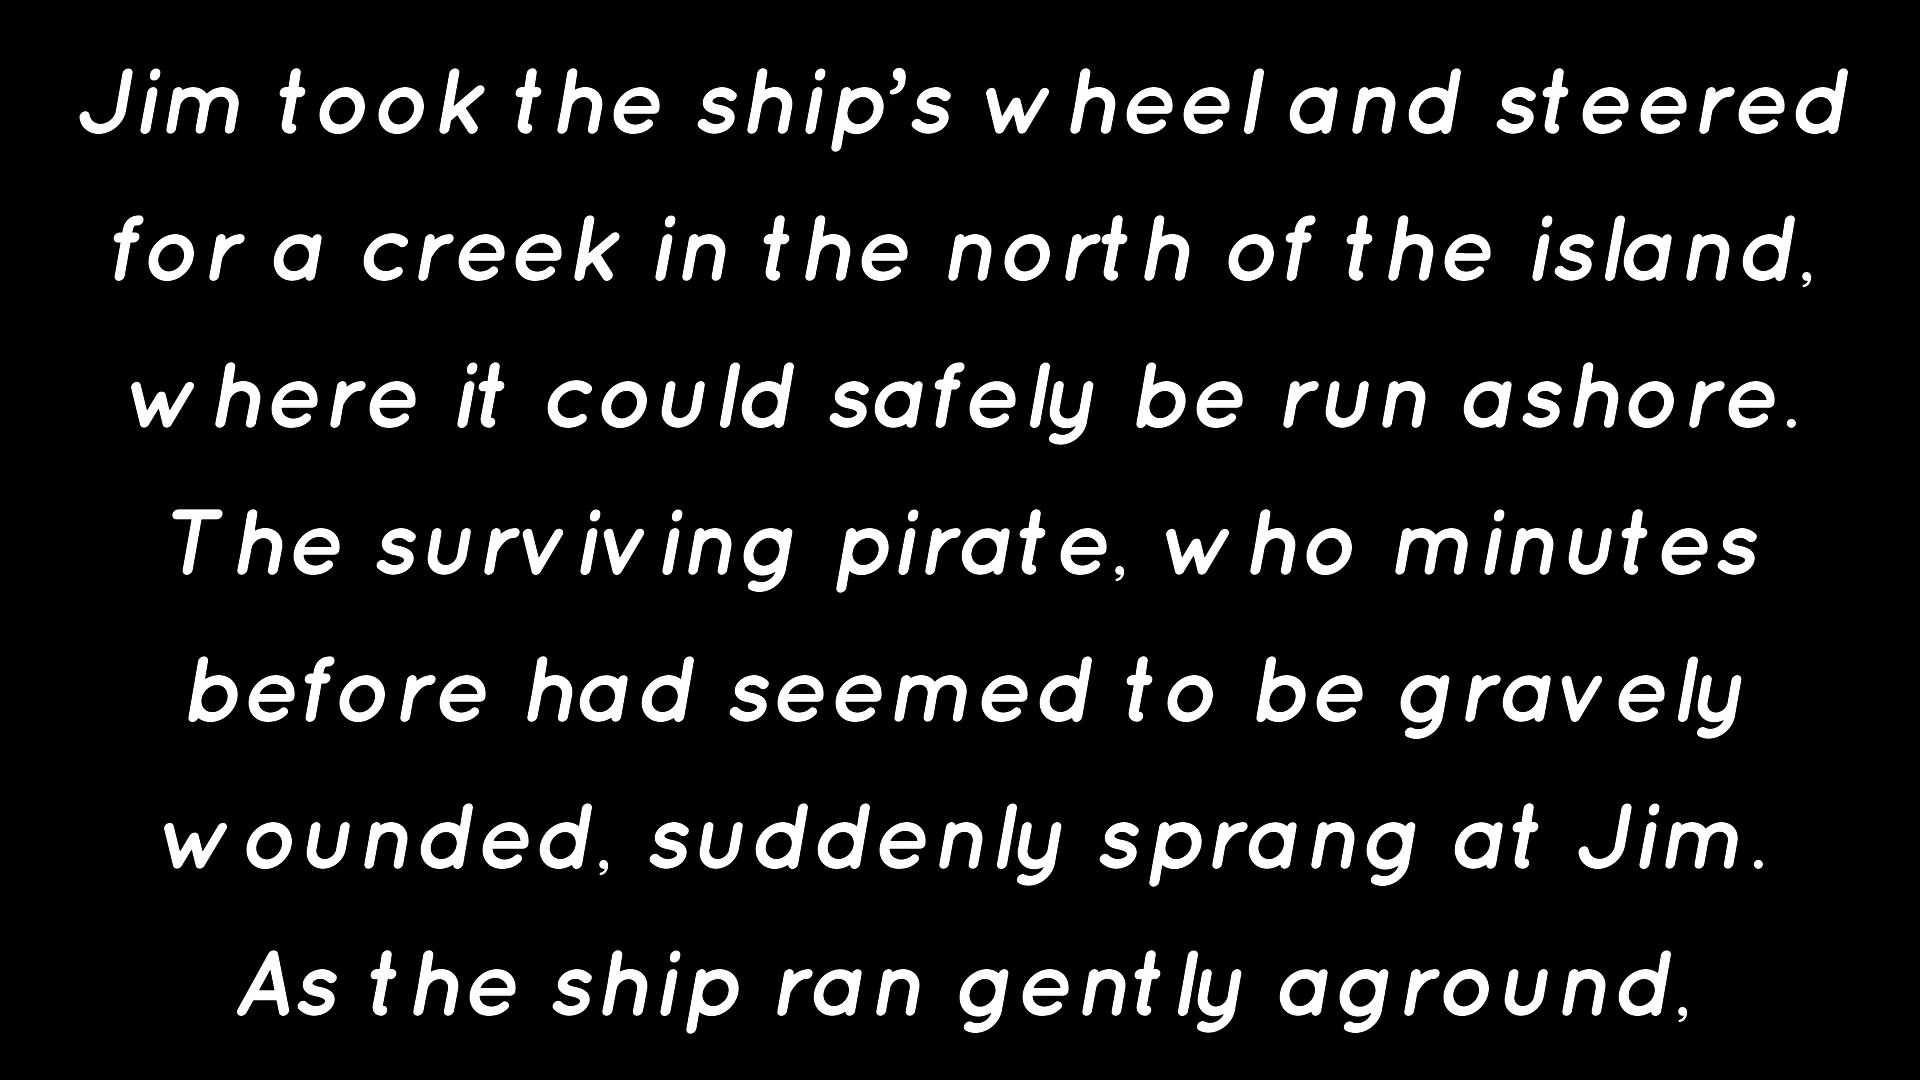 Jim took the ship’s wheel and steered
for a creek in the north of the island,
where it could safely be run ashore.
The surviving pirate, who minutes
before had seemed to be gravely
wounded, suddenly sprang at Jim.
As the ship ran gently aground,